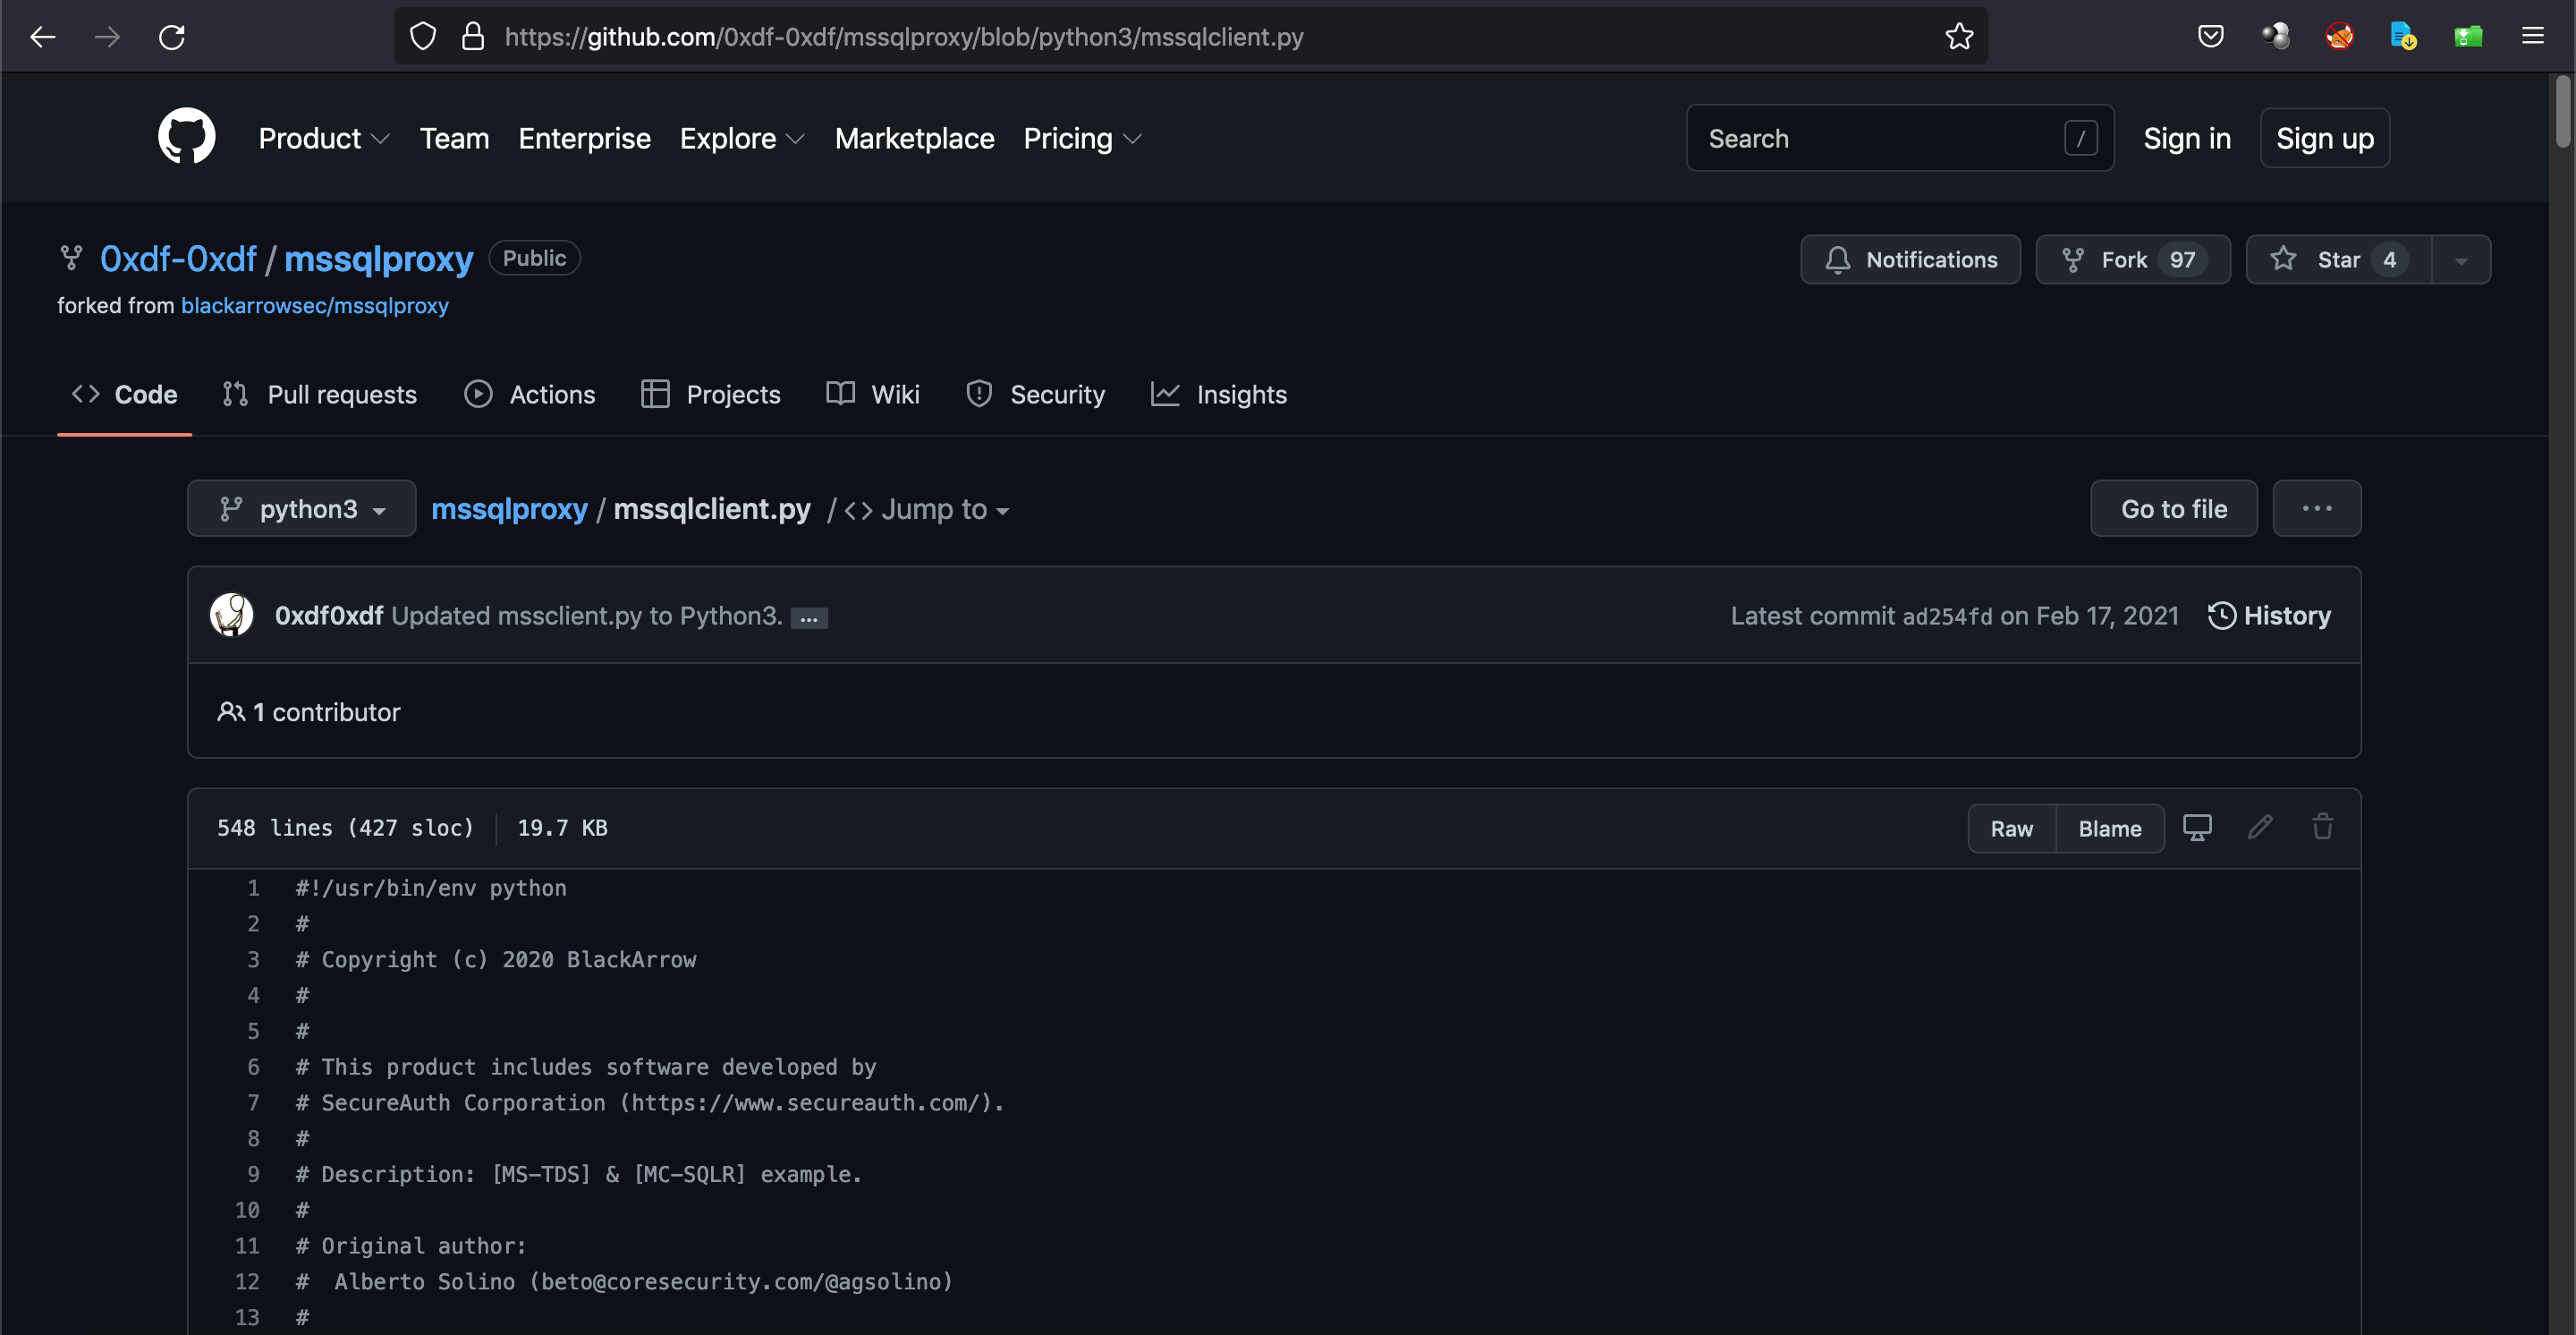 https://github.com/0xdf-0xdf/mssqlproxy/blob/python3/mssqlclient.py
Product Team Enterprise Explore Marketplace Pricing Search / Sign in Sign up
0xdf-0xdf / mssqlproxy Public Notifications Fork 97 Star 4
forked from blackarrowsec/mssqlproxy
Code Pull requests Actions Projects Wiki Security Insights
python3 mssqlproxy / mssqlclient.py / <> Jump to Go to file ...
0xdf0xdf Updated mssclient.py to Python3. ... Latest commit ad254fd on Feb 17, 2021 History
1 contributor
548 lines (427 sloc) 19.7 KB Raw Blame
1 #!/usr/bin/env python
2 #
3 # Copyright (c) 2020 BlackArrow
4 #
5 #
6 # This product includes software developed by
7 # SecureAuth Corporation (https://www.secureauth.com/).
8 #
9 # Description: [MS-TDS] & [MC-SQLR] example.
10 #
11 # Original author:
12 #  Alberto Solino (beto@coresecurity.com/@agsolino)
13 #